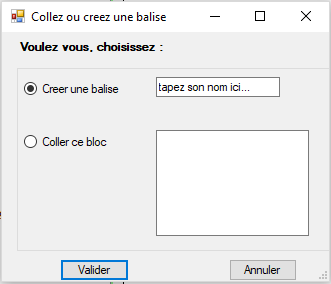 Collez ou creez une balise
Voulez vous, choisissez :
Creer une balise
tapez son nom ici...
Coller ce bloc
Valider
Annuler